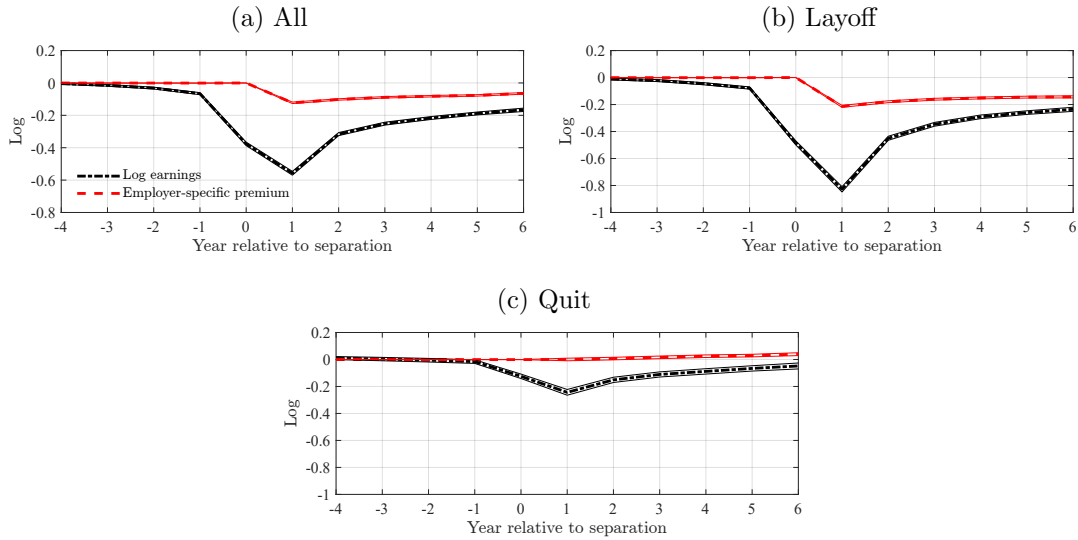 (a) All
0.2
0
-0.2
-0.4
-0.6
-0.8
Log
Log earnings
Employer-specific premium
-4 -3 -2 -1 0 1 2 3 4 5 6
Year relative to separation
(b) Layoff
0.2
0
-0.2
-0.4
-0.6
-0.8
-1
Log
-4 -3 -2 -1 0 1 2 3 4 5 6
Year relative to separation
(c) Quit
0.2
0
-0.2
-0.4
-0.6
-0.8
-1
Log
-4 -3 -2 -1 0 1 2 3 4 5 6
Year relative to separation